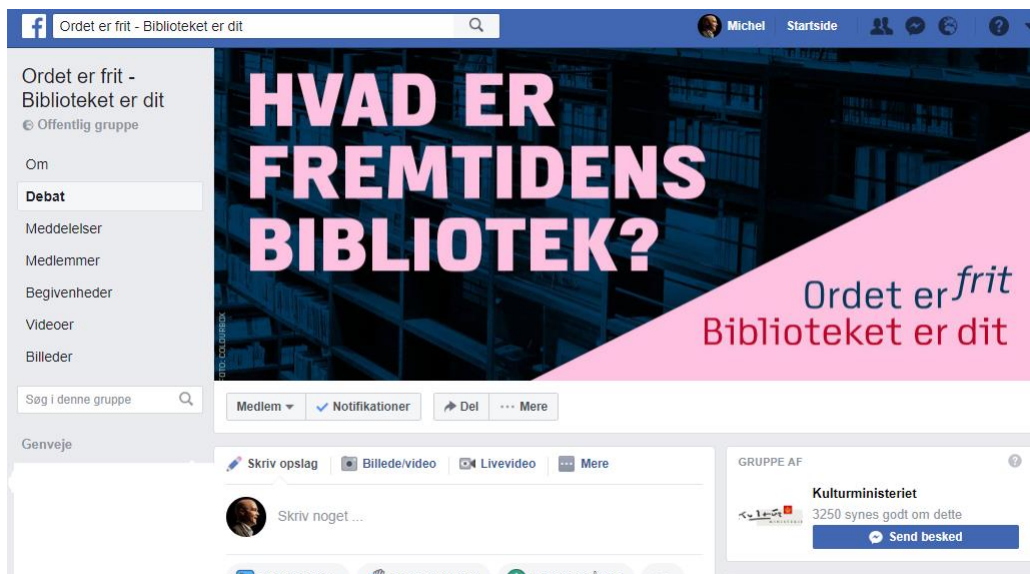 Ordet er frit - Biblioteket er dit
Michel Startside
Ordet er frit -
Biblioteket er dit
Offentlig gruppe
Om
Debat
Meddelelser
Medlemmer
Begivenheder
Videoer
Billeder
Søg i denne gruppe
Genveje
HVAD ER
FREMTIDENS
BIBLIOTEK?
Ordet er frit
Biblioteket er dit
FOTO: COLOURBOX
Medlem Notifikationer Del Mere
Skriv opslag Billede/video Livevideo Mere
Skriv noget ...
GRUPPE AF
Kulturministeriet
3250 synes godt om dette
Send besked